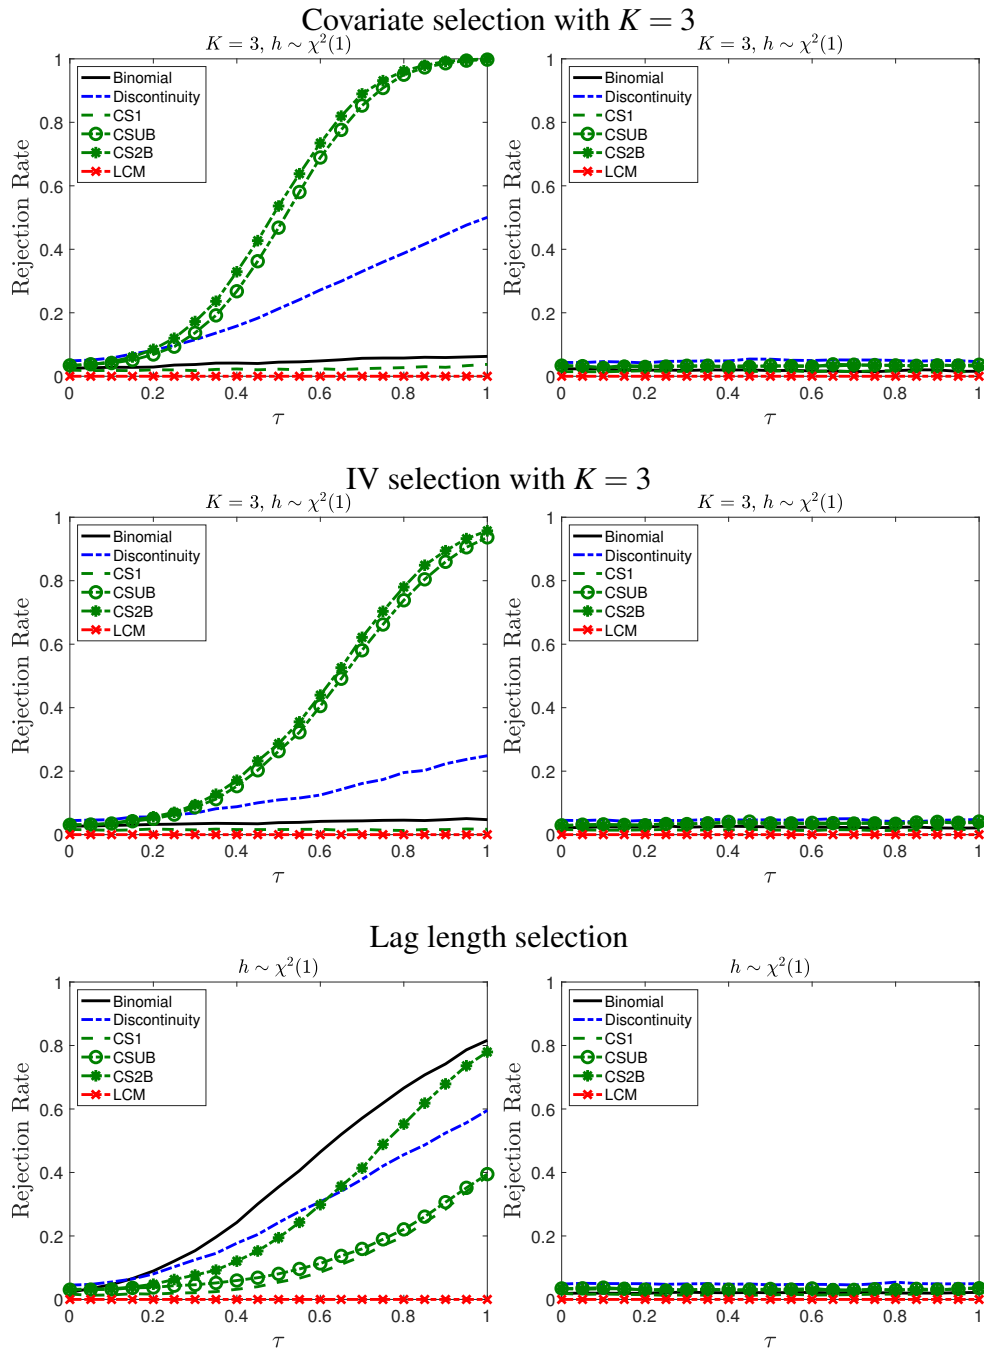 Covariate selection with K = 3
K = 3, h ∼ χ²(1)
1
0.8
0.6
0.4
0.2
0
Rejection Rate
Binomial
Discontinuity
CS1
CSUB
CS2B
LCM
0 0.2 0.4 0.6 0.8 1
τ
K = 3, h ∼ χ²(1)
1
0.8
0.6
0.4
0.2
0
Rejection Rate
Binomial
Discontinuity
CS1
CSUB
CS2B
LCM
0 0.2 0.4 0.6 0.8 1
τ
IV selection with K = 3
K = 3, h ∼ χ²(1)
1
0.8
0.6
0.4
0.2
0
Rejection Rate
Binomial
Discontinuity
CS1
CSUB
CS2B
LCM
0 0.2 0.4 0.6 0.8 1
τ
K = 3, h ∼ χ²(1)
1
0.8
0.6
0.4
0.2
0
Rejection Rate
Binomial
Discontinuity
CS1
CSUB
CS2B
LCM
0 0.2 0.4 0.6 0.8 1
τ
Lag length selection
h ∼ χ²(1)
1
0.8
0.6
0.4
0.2
0
Rejection Rate
Binomial
Discontinuity
CS1
CSUB
CS2B
LCM
0 0.2 0.4 0.6 0.8 1
τ
h ∼ χ²(1)
1
0.8
0.6
0.4
0.2
0
Rejection Rate
Binomial
Discontinuity
CS1
CSUB
CS2B
LCM
0 0.2 0.4 0.6 0.8 1
τ